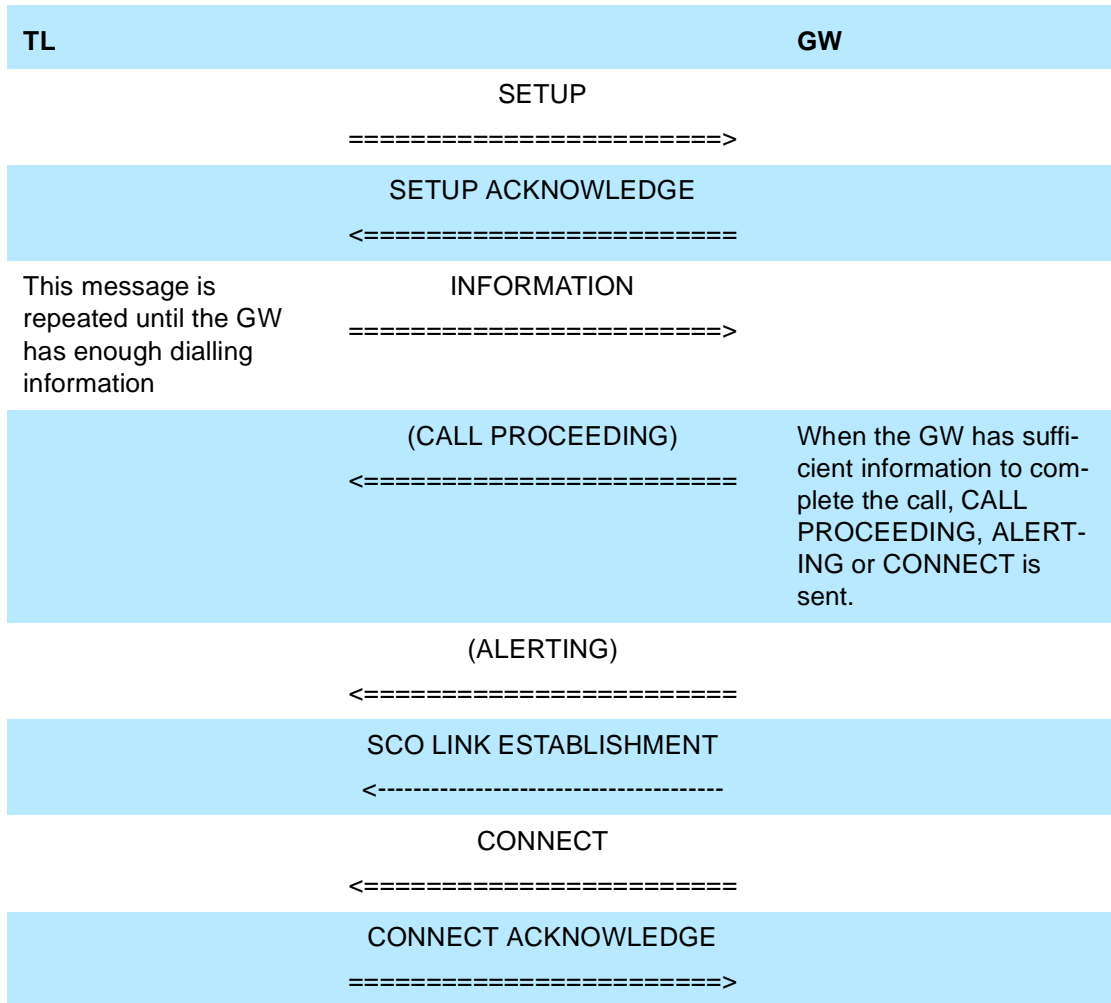 TL GW
SETUP
========================>
SETUP ACKNOWLEDGE
<========================
This message is
repeated until the GW
has enough dialling
information
INFORMATION
========================>
(CALL PROCEEDING)
<========================
When the GW has suffi-
cient information to com-
plete the call, CALL
PROCEEDING, ALERT-
ING or CONNECT is
sent.
(ALERTING)
<========================
SCO LINK ESTABLISHMENT
<---------------------------------------
CONNECT
<========================
CONNECT ACKNOWLEDGE
========================>